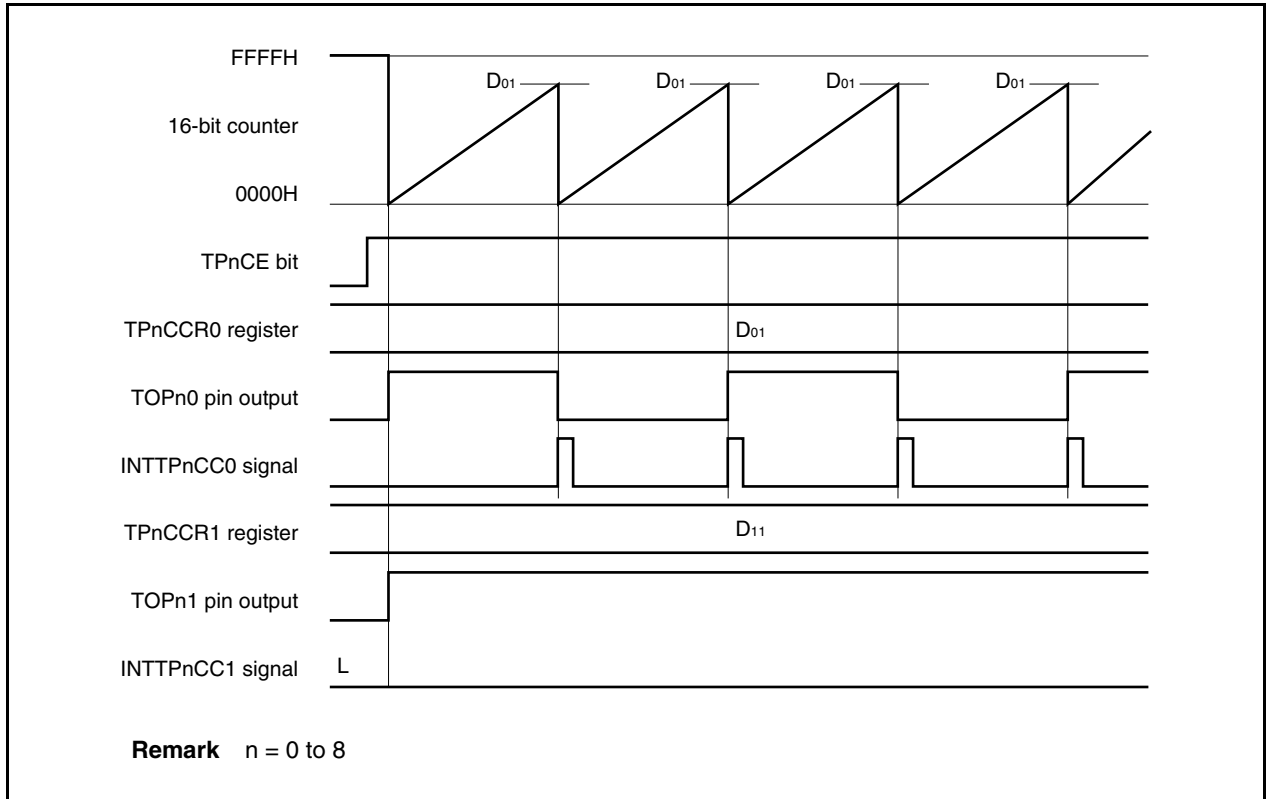 FFFFH
D01 D01 D01 D01
16-bit counter
0000H
TPnCE bit
TPnCCR0 register D01
TOPn0 pin output
INTTPnCC0 signal
TPnCCR1 register D11
TOPn1 pin output
INTTPnCC1 signal L
Remark n = 0 to 8